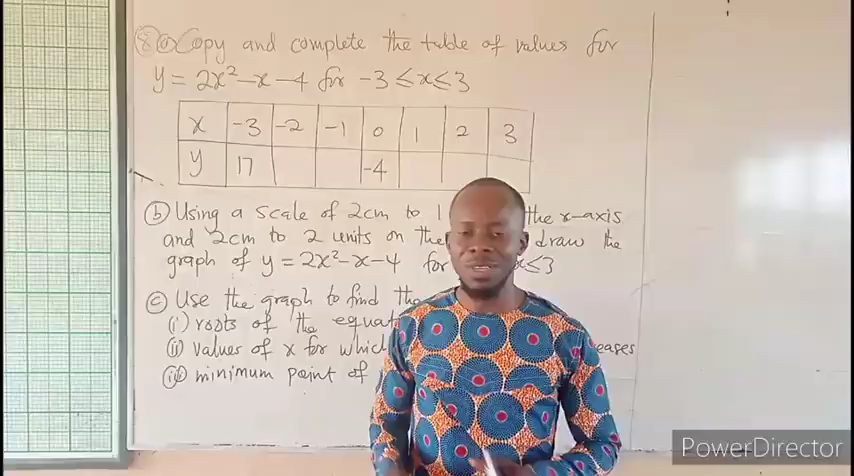 8. a Copy and complete the table of values for
y = 2x² - x - 4 for -3 ≤ x ≤ 3
x -3 -2 -1 0 1 2 3
y 17 -4
b Using a scale of 2cm to 1 the x-axis
and 2cm to 2 units on the draw the
graph of y = 2x² - x - 4 for x ≤ 3
c Use the graph to find the
(i) roots of the
(ii) values of x for which
(iii) minimum point of
PowerDirector